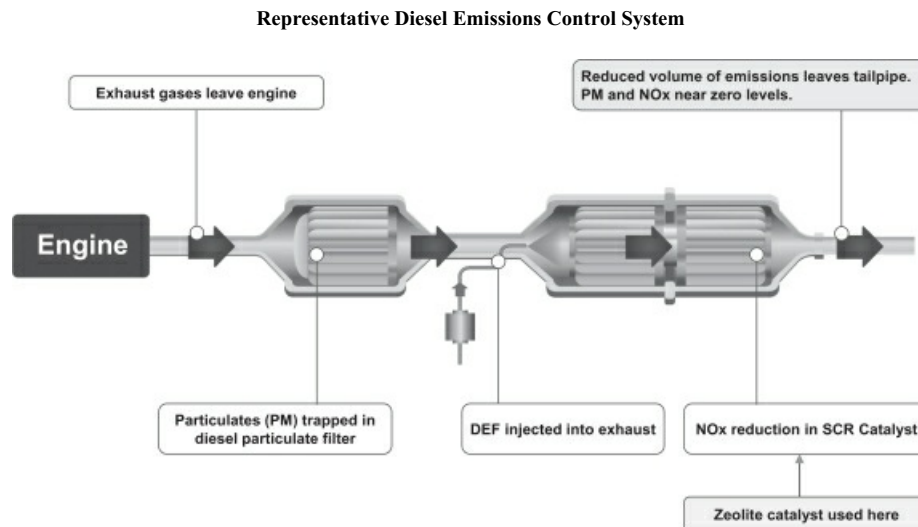 Representative Diesel Emissions Control System
Exhaust gases leave engine
Reduced volume of emissions leaves tailpipe.
PM and NOx near zero levels.
Engine
Particulates (PM) trapped in
diesel particulate filter
DEF injected into exhaust
NOx reduction in SCR Catalyst
Zeolite catalyst used here